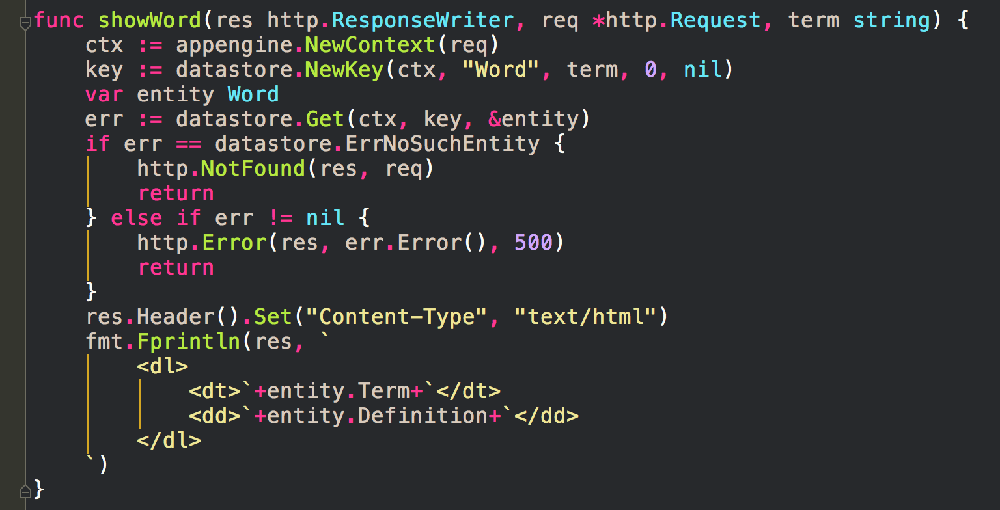 func showWord(res http.ResponseWriter, req *http.Request, term string) {
    ctx := appengine.NewContext(req)
    key := datastore.NewKey(ctx, "Word", term, 0, nil)
    var entity Word
    err := datastore.Get(ctx, key, &entity)
    if err == datastore.ErrNoSuchEntity {
        http.NotFound(res, req)
        return
    } else if err != nil {
        http.Error(res, err.Error(), 500)
        return
    }
    res.Header().Set("Content-Type", "text/html")
    fmt.Fprintln(res, `
        <dl>
            <dt>`+entity.Term+`</dt>
            <dd>`+entity.Definition+`</dd>
        </dl>
    `)
}